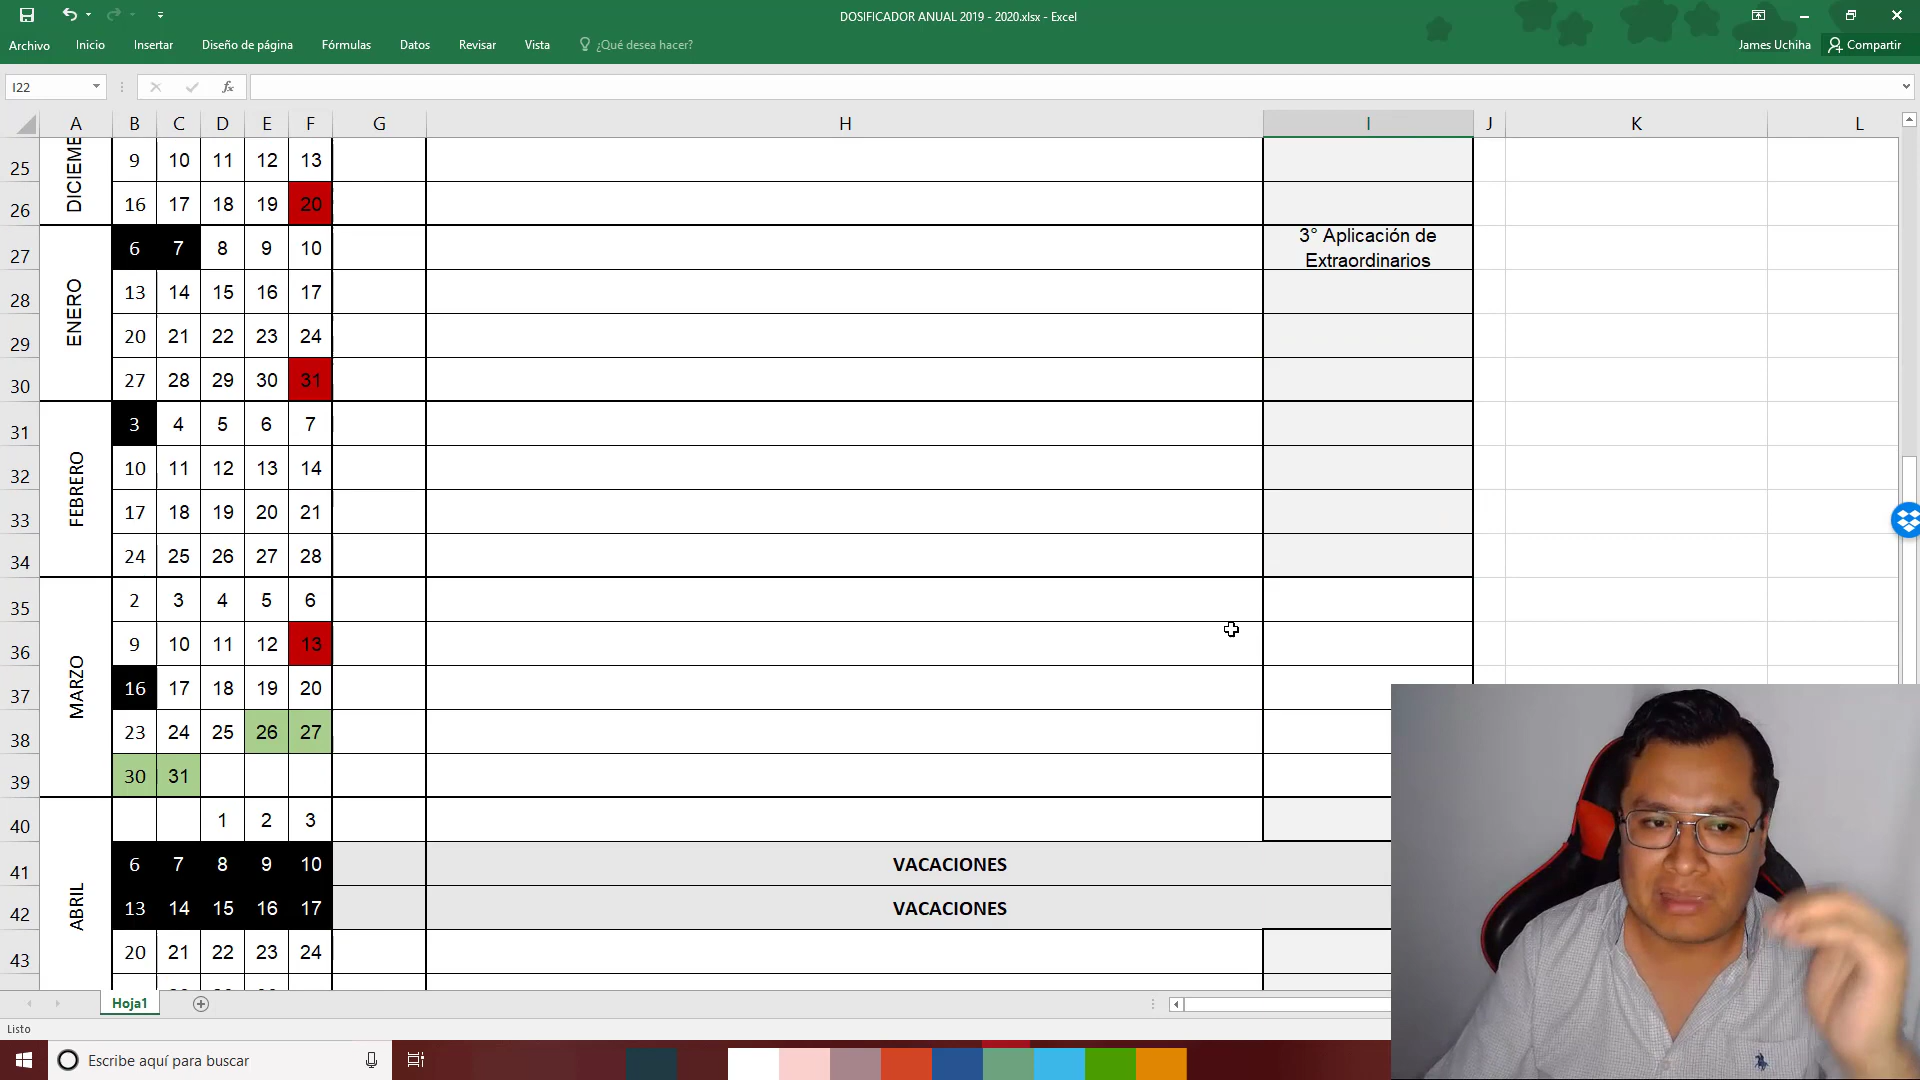 DOSIFICADOR ANUAL 2019 - 2020.xlsx - Excel
Archivo Inicio Insertar Diseño de página Fórmulas Datos Revisar Vista ¿Qué desea hacer? James Uchiha Compartir
I22 fx
A B C D E F G H I J K L
DICIEMB
25 9 10 11 12 13
26 16 17 18 19 20
ENERO
27 6 7 8 9 10 3° Aplicación de
Extraordinarios
28 13 14 15 16 17
29 20 21 22 23 24
30 27 28 29 30 31
FEBRERO
31 3 4 5 6 7
32 10 11 12 13 14
33 17 18 19 20 21
34 24 25 26 27 28
MARZO
35 2 3 4 5 6
36 9 10 11 12 13
37 16 17 18 19 20
38 23 24 25 26 27
39 30 31
ABRIL
40 1 2 3
41 6 7 8 9 10 VACACIONES
42 13 14 15 16 17 VACACIONES
43 20 21 22 23 24
Hoja1
Listo
Escribe aquí para buscar